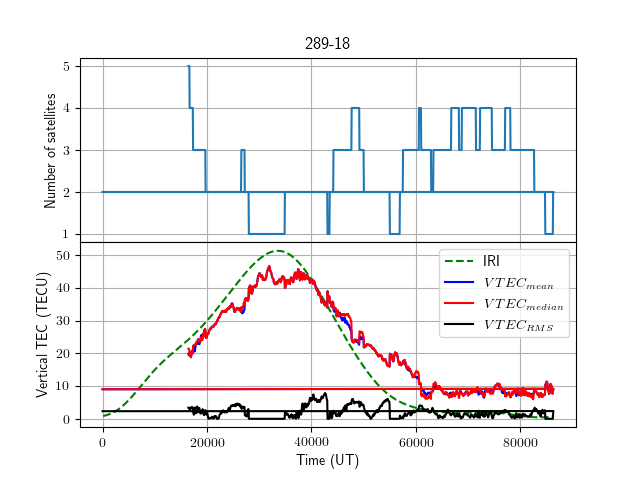 289-18
Number of satellites
5
4
3
2
1
Vertical TEC (TECU)
50
40
30
20
10
0
IRI
VTEC_mean
VTEC_median
VTEC_RMS
0 20000 40000 60000 80000
Time (UT)